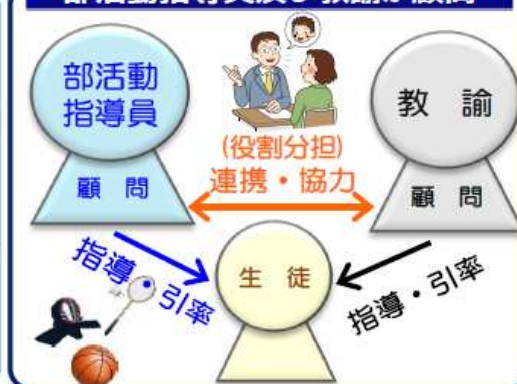 部活動
指導員
顧 問
(役割分担)
連携・協力
教 諭
顧 問
指導・引率
生 徒
指導・引率